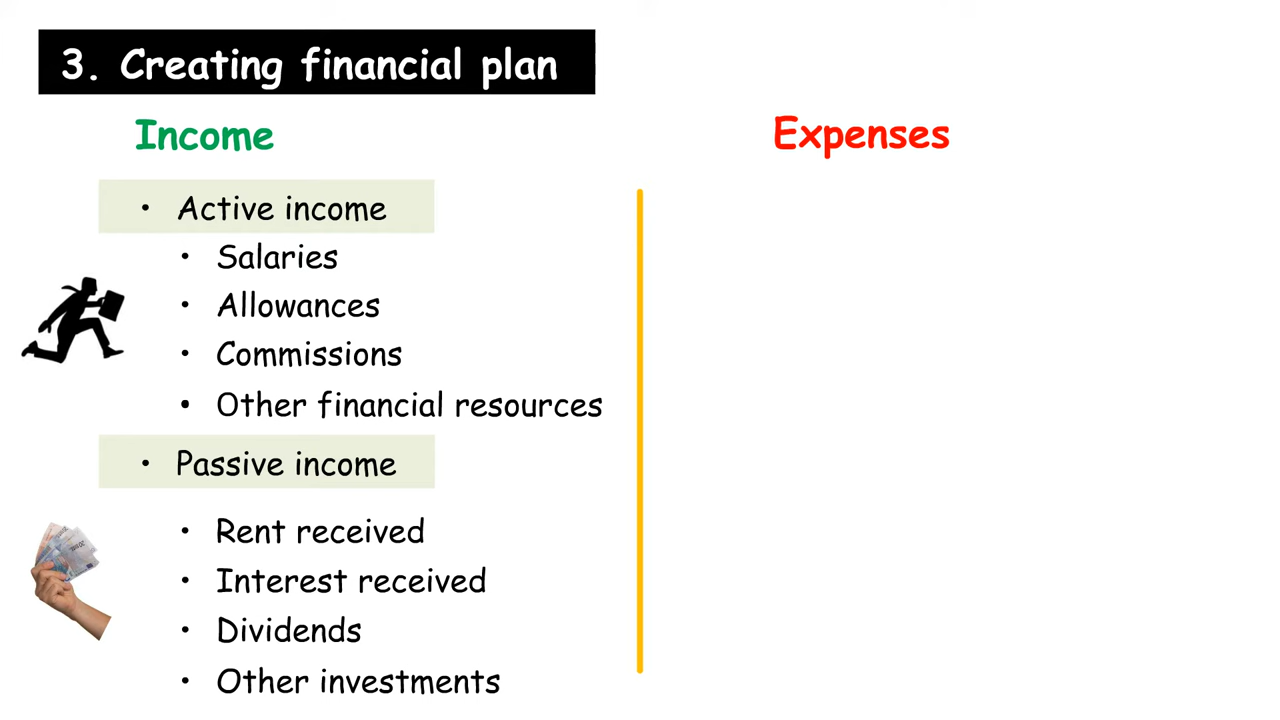 3. Creating financial plan
Income
• Active income
• Salaries
• Allowances
• Commissions
• Other financial resources
• Passive income
• Rent received
• Interest received
• Dividends
• Other investments
Expenses